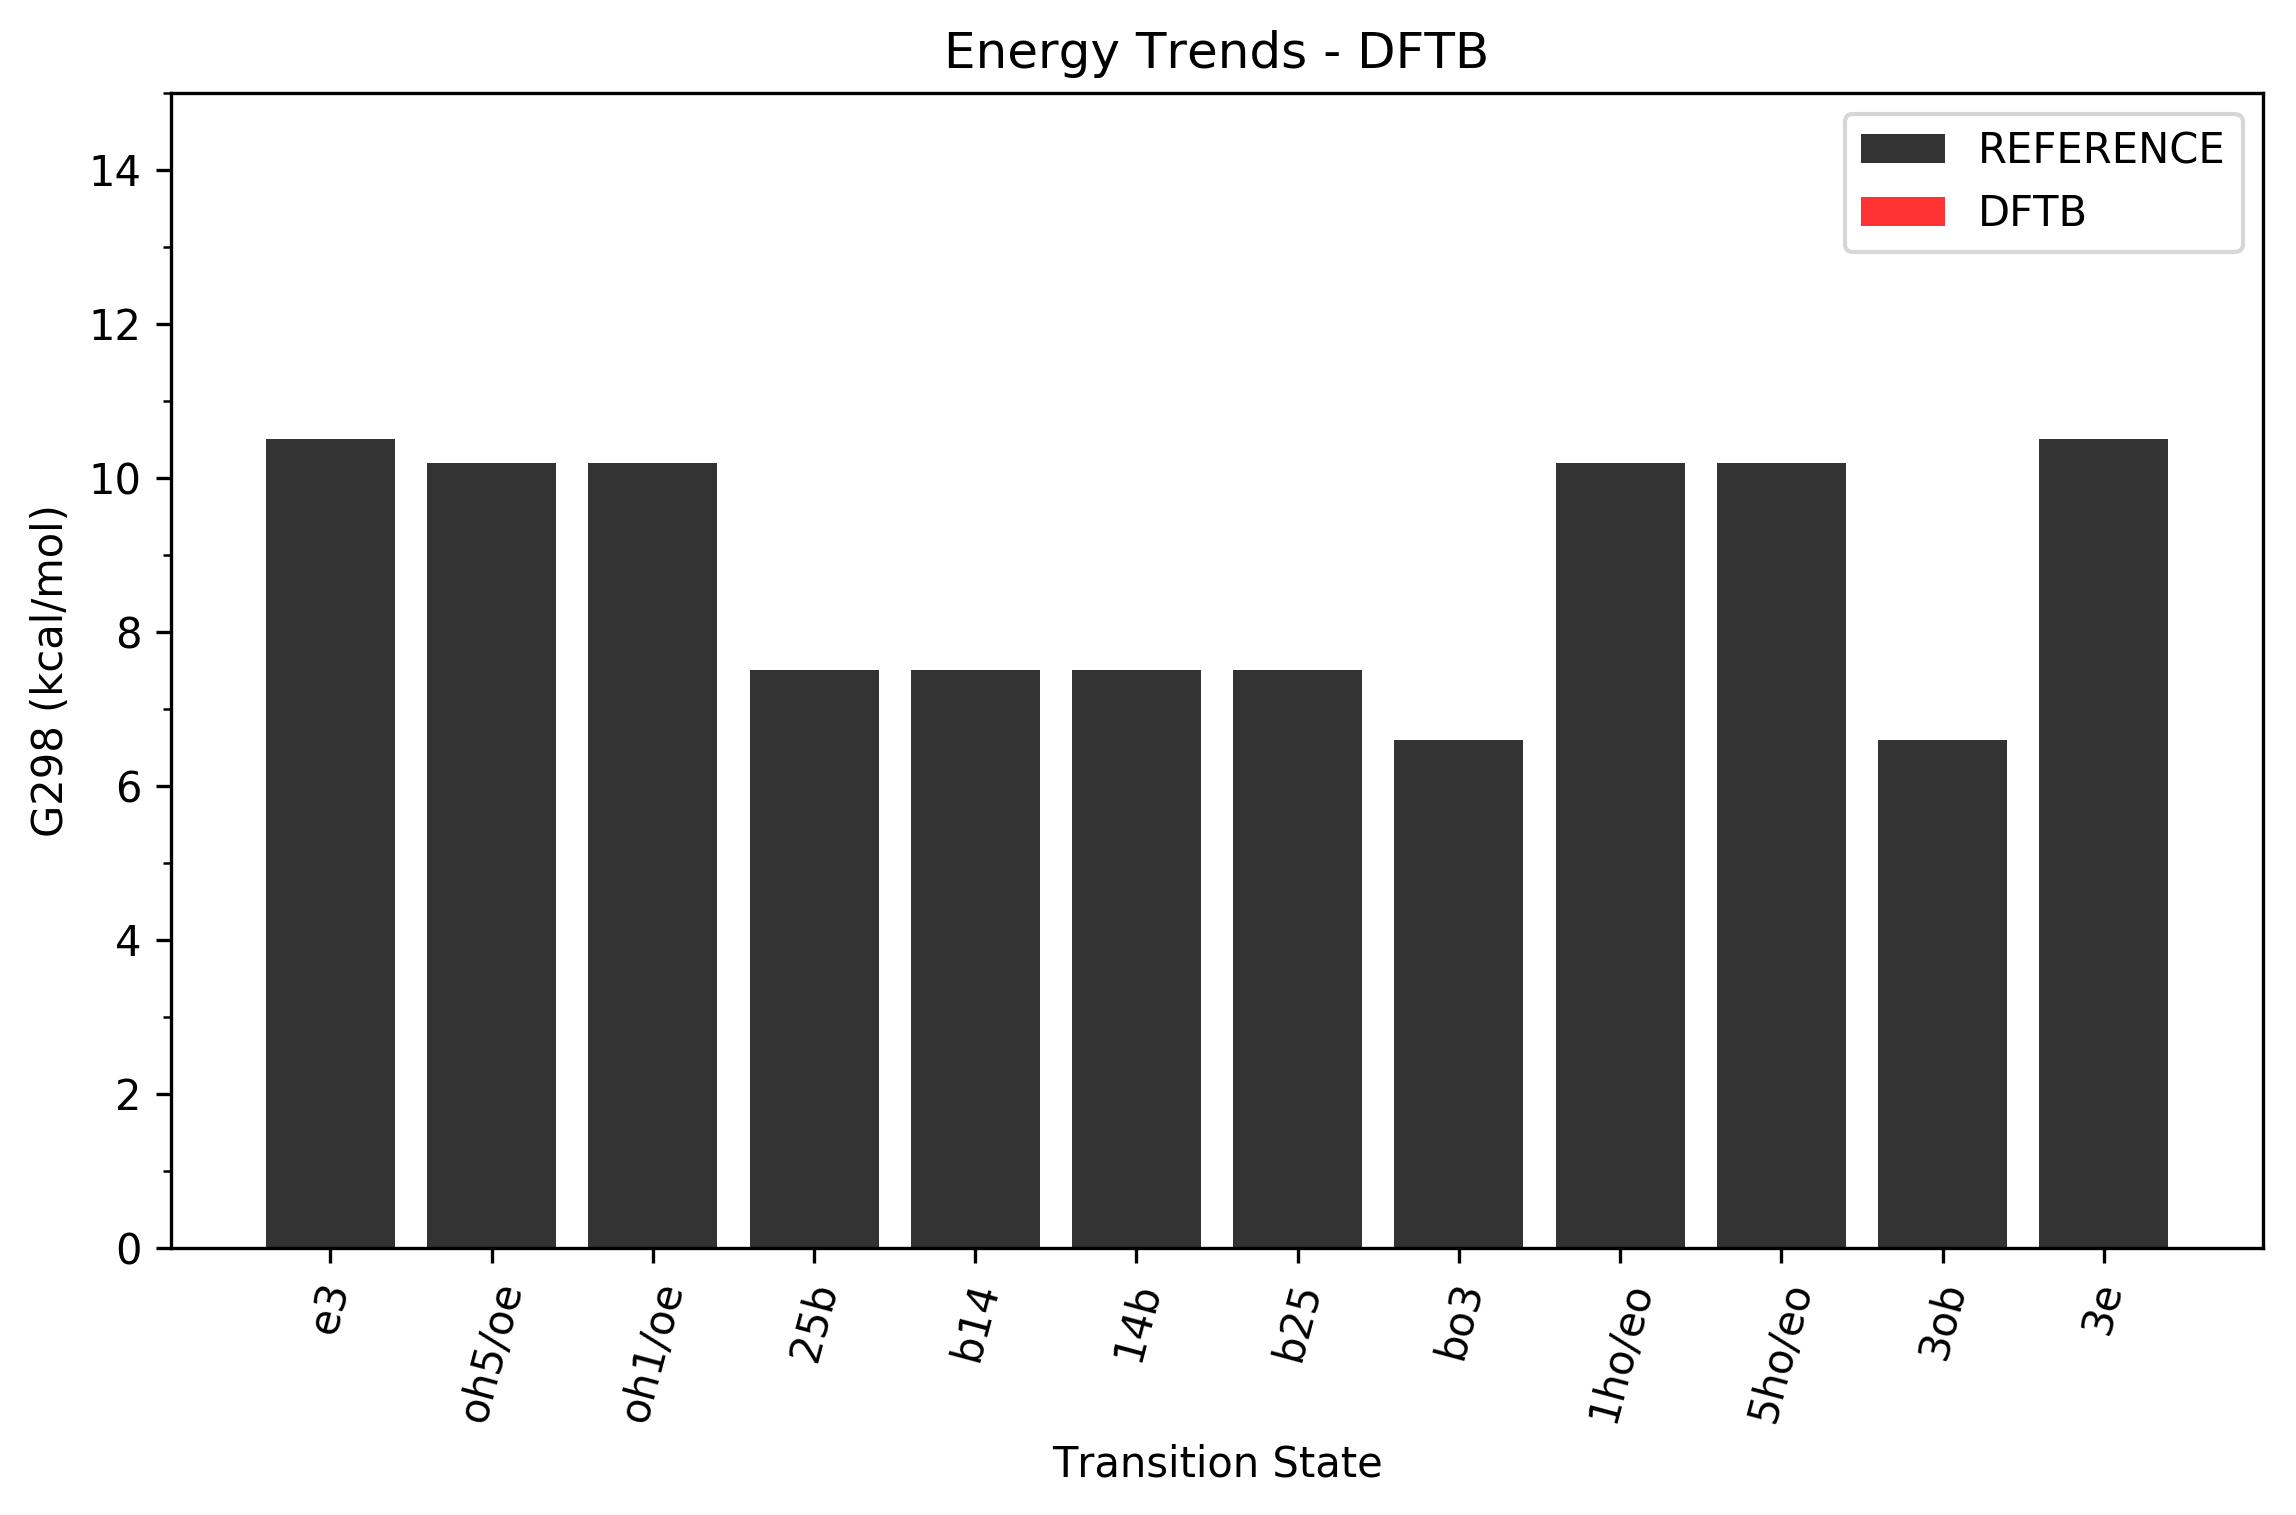 Energy Trends - DFTB
REFERENCE
DFTB
14
12
10
8
6
4
2
0
G298 (kcal/mol)
e3
oh5/oe
oh1/oe
25b
b14
14b
b25
bo3
1ho/eo
5ho/eo
3ob
3e
Transition State